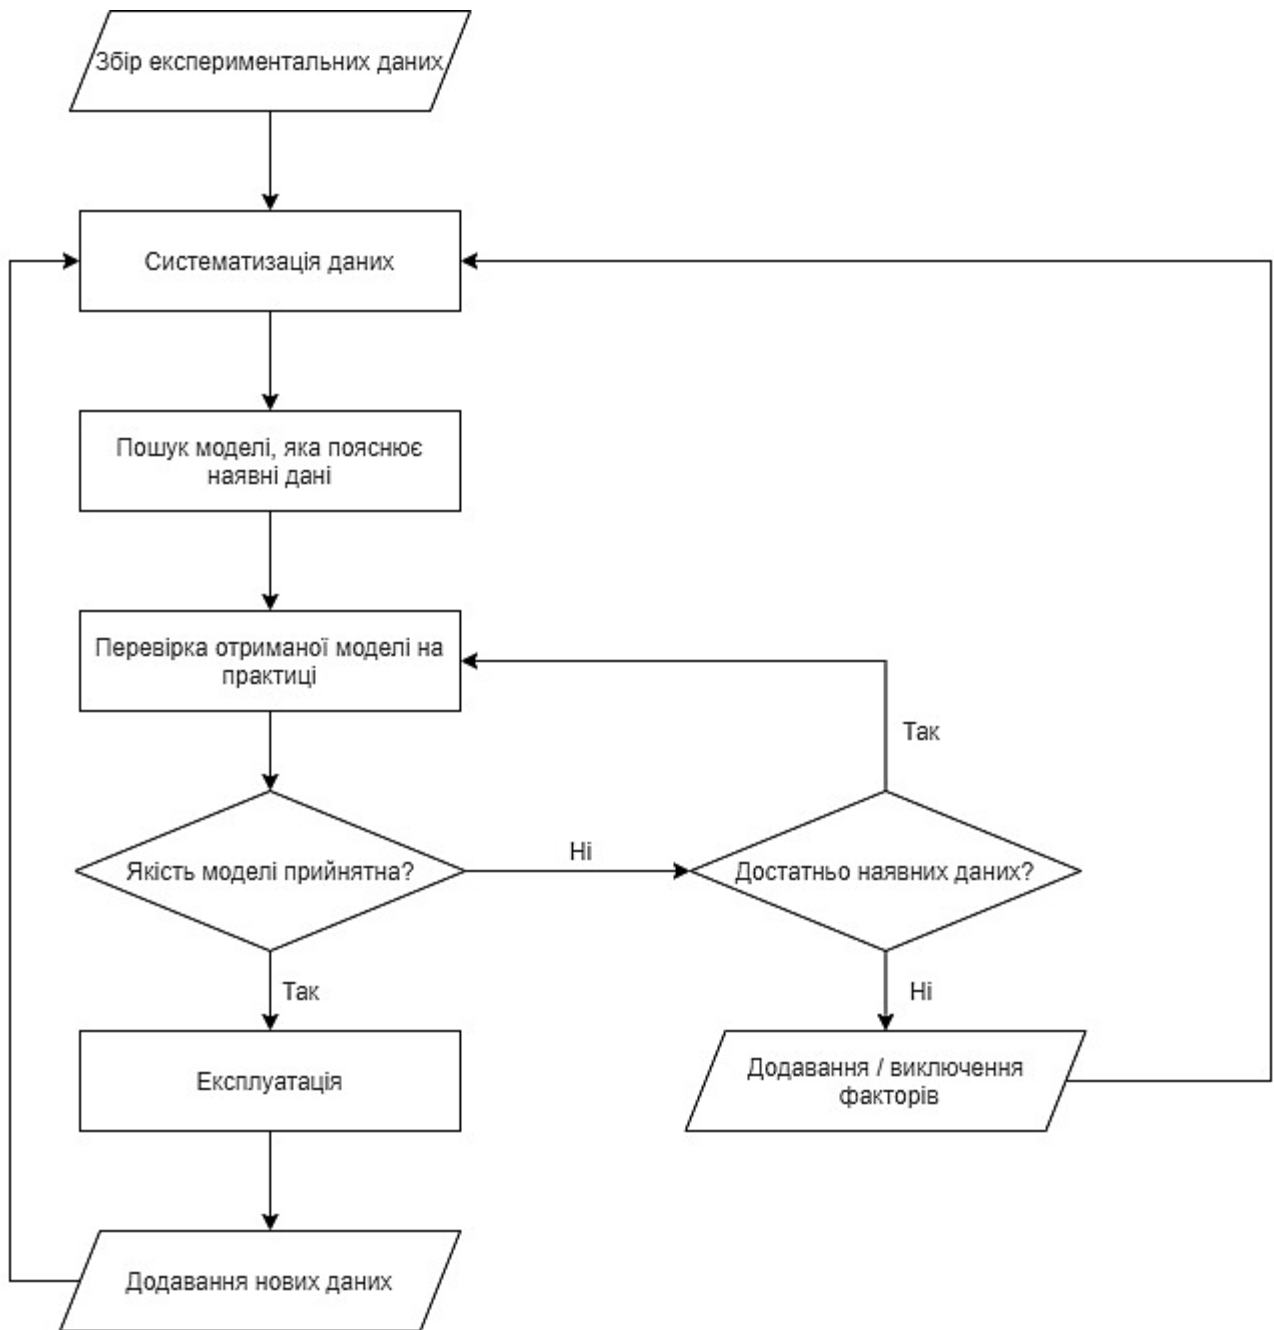 Збір експериментальних даних
Систематизація даних
Пошук моделі, яка пояснює
наявні дані
Перевірка отриманої моделі на
практиці
Так
Якість моделі прийнятна?
Ні
Достатньо наявних даних?
Так
Ні
Експлуатація
Додавання / виключення
факторів
Додавання нових даних